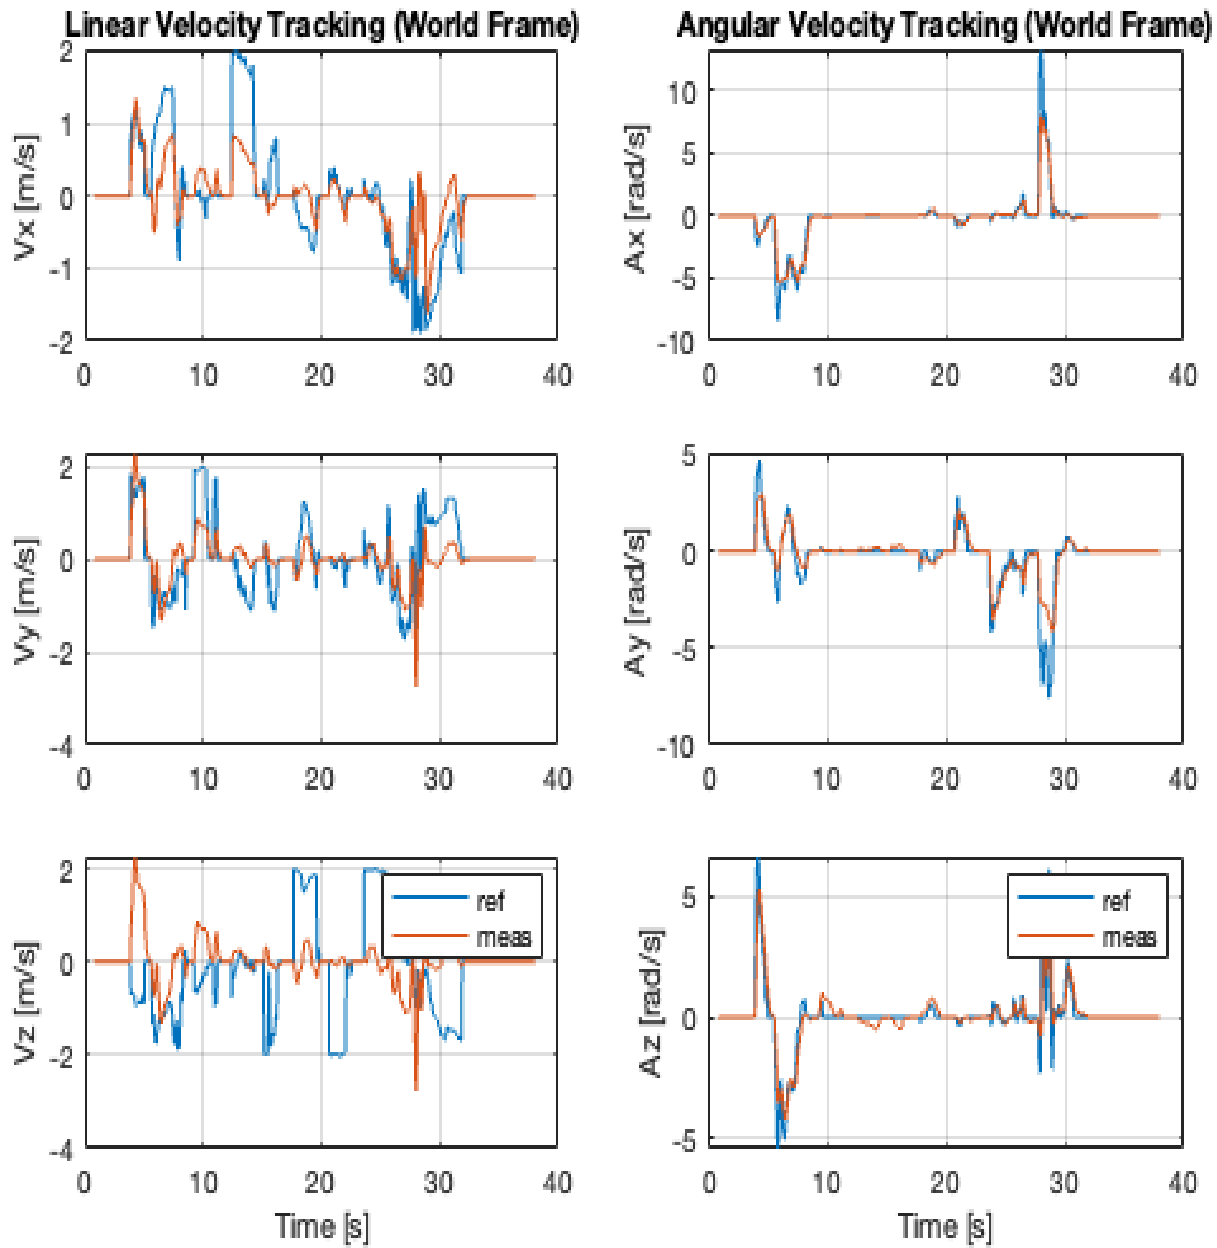 Linear Velocity Tracking (World Frame)
Vx [m/s]
2
1
0
-1
-2
0 10 20 30 40
Angular Velocity Tracking (World Frame)
Ax [rad/s]
10
5
0
-5
-10
0 10 20 30 40
Vy [m/s]
2
0
-2
-4
0 10 20 30 40
Ay [rad/s]
5
0
-5
-10
0 10 20 30 40
Vz [m/s]
2
0
-2
-4
ref
meas
0 10 20 30 40
Time [s]
Az [rad/s]
5
0
-5
ref
meas
0 10 20 30 40
Time [s]